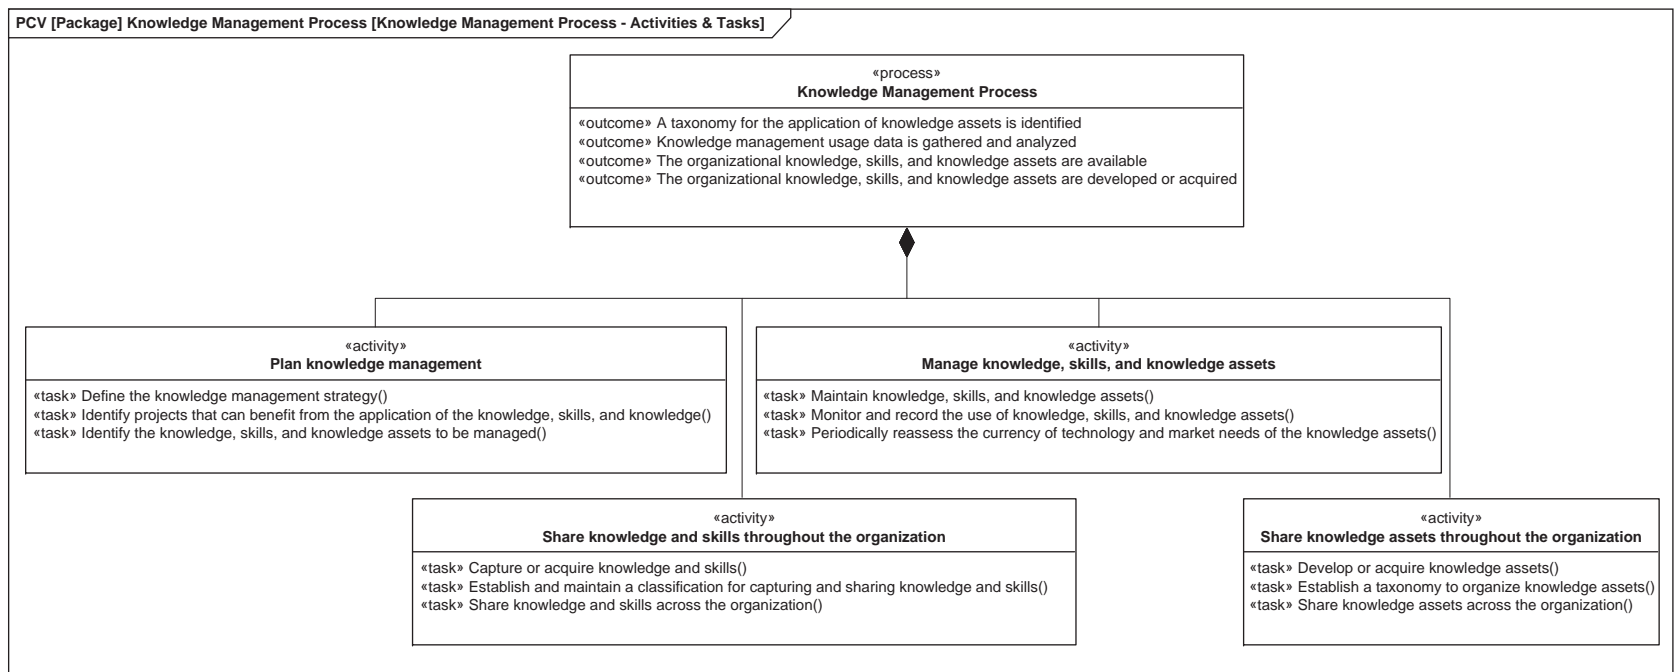 PCV [Package] Knowledge Management Process [Knowledge Management Process - Activities & Tasks]
«process»
Knowledge Management Process
«outcome» A taxonomy for the application of knowledge assets is identified
«outcome» Knowledge management usage data is gathered and analyzed
«outcome» The organizational knowledge, skills, and knowledge assets are available
«outcome» The organizational knowledge, skills, and knowledge assets are developed or acquired
«activity»
Plan knowledge management
«task» Define the knowledge management strategy()
«task» Identify projects that can benefit from the application of the knowledge, skills, and knowledge()
«task» Identify the knowledge, skills, and knowledge assets to be managed()
«activity»
Manage knowledge, skills, and knowledge assets
«task» Maintain knowledge, skills, and knowledge assets()
«task» Monitor and record the use of knowledge, skills, and knowledge assets()
«task» Periodically reassess the currency of technology and market needs of the knowledge assets()
«activity»
Share knowledge and skills throughout the organization
«task» Capture or acquire knowledge and skills()
«task» Establish and maintain a classification for capturing and sharing knowledge and skills()
«task» Share knowledge and skills across the organization()
«activity»
Share knowledge assets throughout the organization
«task» Develop or acquire knowledge assets()
«task» Establish a taxonomy to organize knowledge assets()
«task» Share knowledge assets across the organization()